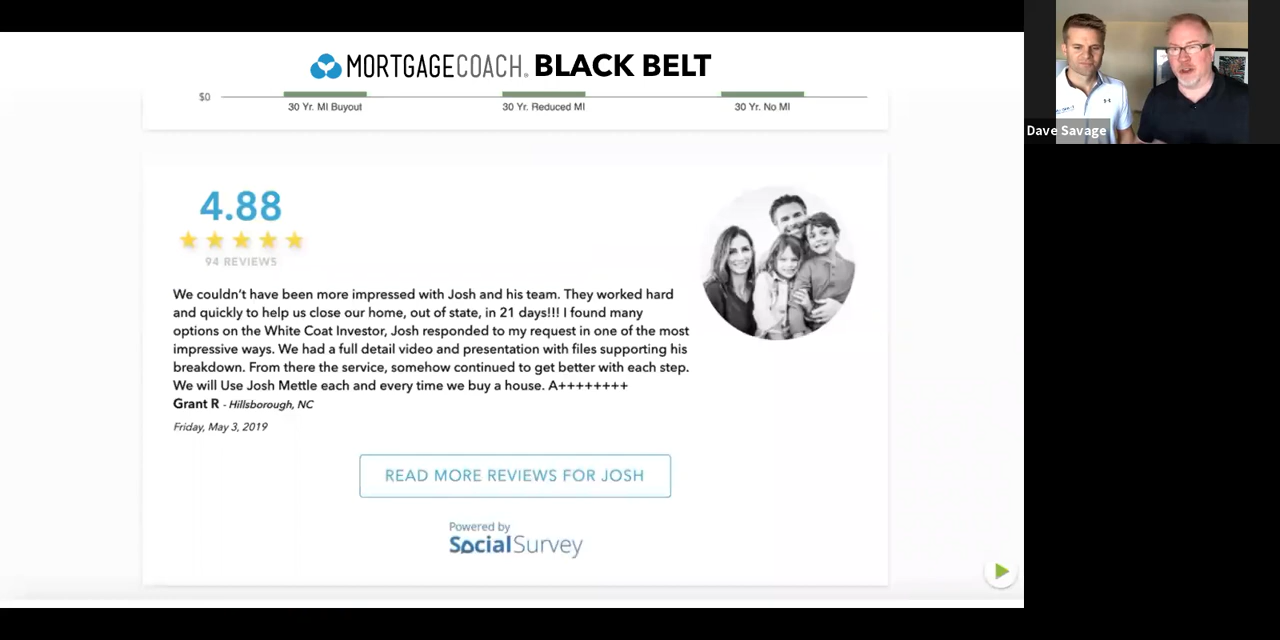 MORTGAGECOACH. BLACK BELT
$0
30 Yr. MI Buyout
30 Yr. Reduced MI
30 Yr. No MI
4.88
94 REVIEWS
We couldn’t have been more impressed with Josh and his team. They worked hard
and quickly to help us close our home, out of state, in 21 days!!! I found many
options on the White Coat Investor, Josh responded to my request in one of the most
impressive ways. We had a full detail video and presentation with files supporting his
breakdown. From there the service, somehow continued to get better with each step.
We will Use Josh Mettle each and every time we buy a house. A++++++++
Grant R - Hillsborough, NC
Friday, May 3, 2019
READ MORE REVIEWS FOR JOSH
Powered by
SocialSurvey
Dave Savage